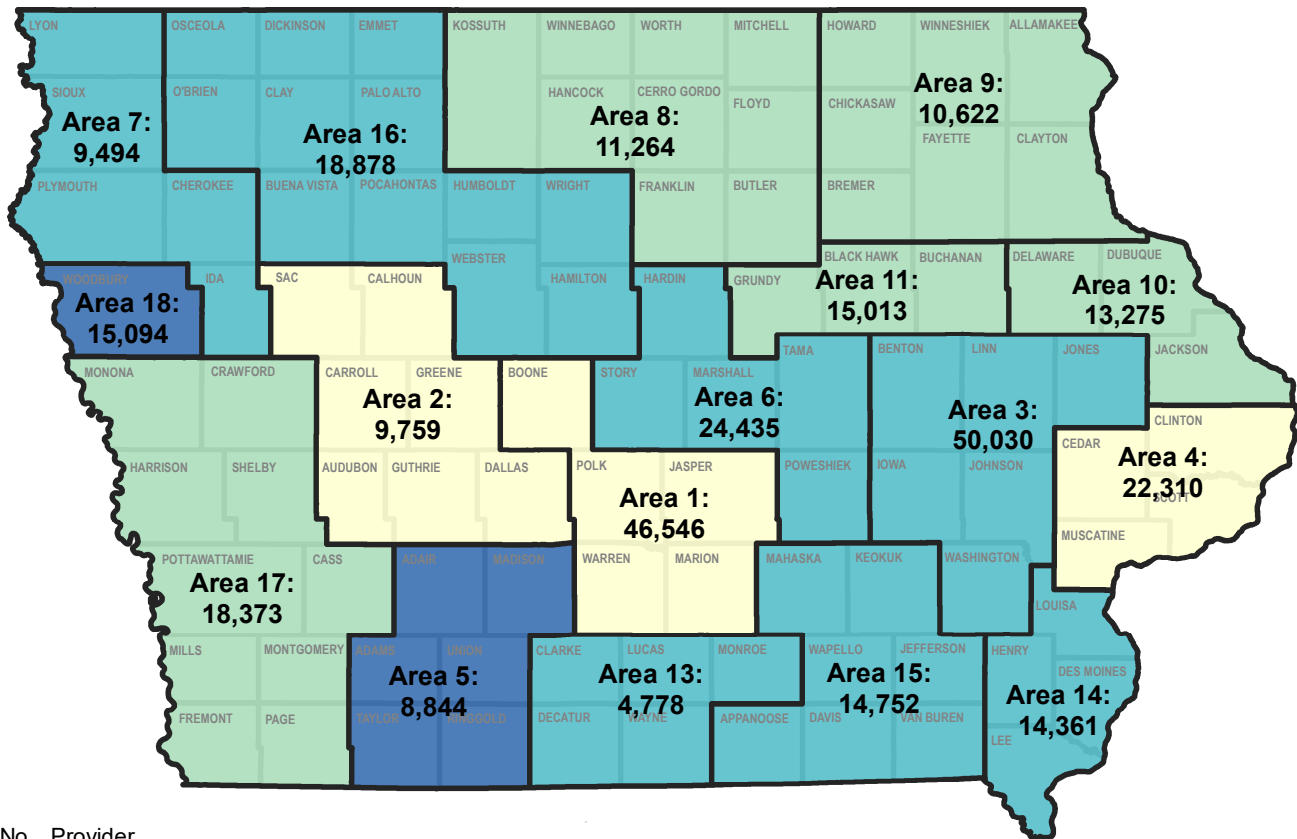 LYON OSCEOLA DICKINSON EMMET KOSSUTH WINNEBAGO WORTH MITCHELL HOWARD WINNESHIEK ALLAMAKEE
SIOUX O'BRIEN CLAY PALO ALTO HANCOCK CERRO GORDO FLOYD CHICKASAW
Area 7:
9,494
Area 16:
18,878
Area 8:
11,264
Area 9:
10,622
FAYETTE CLAYTON
PLYMOUTH CHEROKEE BUENA VISTA POCAHONTAS HUMBOLDT WRIGHT FRANKLIN BUTLER BREMER
WOODBURY IDA SAC CALHOUN WEBSTER HAMILTON HARDIN GRUNDY BLACK HAWK BUCHANAN DELAWARE DUBUQUE
Area 18:
15,094
Area 11:
15,013
Area 10:
13,275
MONONA CRAWFORD CARROLL GREENE BOONE STORY MARSHALL TAMA BENTON LINN JONES JACKSON
Area 2:
9,759
Area 6:
24,435
Area 3:
50,030
CLINTON
CEDAR
Area 4:
22,310
SCOTT
HARRISON SHELBY AUDUBON GUTHRIE DALLAS POLK JASPER POWESHIEK IOWA JOHNSON
Area 1:
46,546
MUSCATINE
POTTAWATTAMIE CASS ADAIR MADISON WARREN MARION MAHASKA KEOKUK WASHINGTON
Area 17:
18,373
LOUISA
MILLS MONTGOMERY ADAMS UNION CLARKE LUCAS MONROE WAPELLO JEFFERSON HENRY
DES MOINES
Area 5:
8,844
Area 13:
4,778
Area 15:
14,752
Area 14:
14,361
FREMONT PAGE TAYLOR RINGGOLD DECATUR WAYNE APPANOOSE DAVIS VAN BUREN
LEE
No Provider